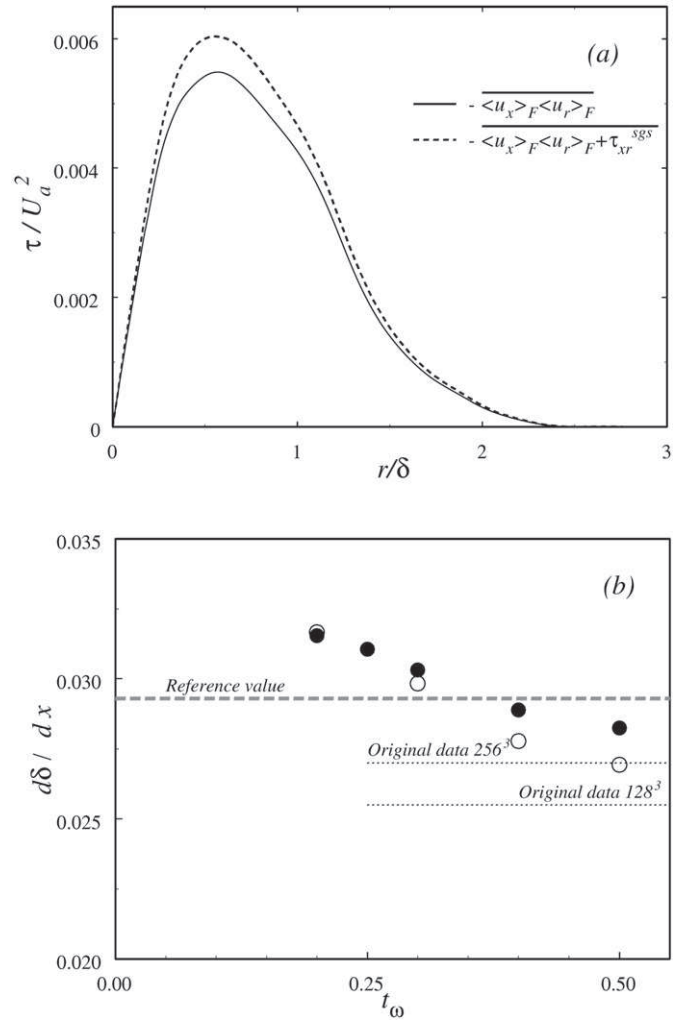 0.006
(a)
- <u_x>_F <u_r>_F
- <u_x>_F <u_r>_F + τ_xr^sgs
0.004
τ / U_a^2
0.002
0
0
1
2
3
r/δ
0.035
(b)
0.030
Reference value
dδ / dx
Original data 256^3
Original data 128^3
0.025
0.020
0.00
0.25
0.50
t_ω